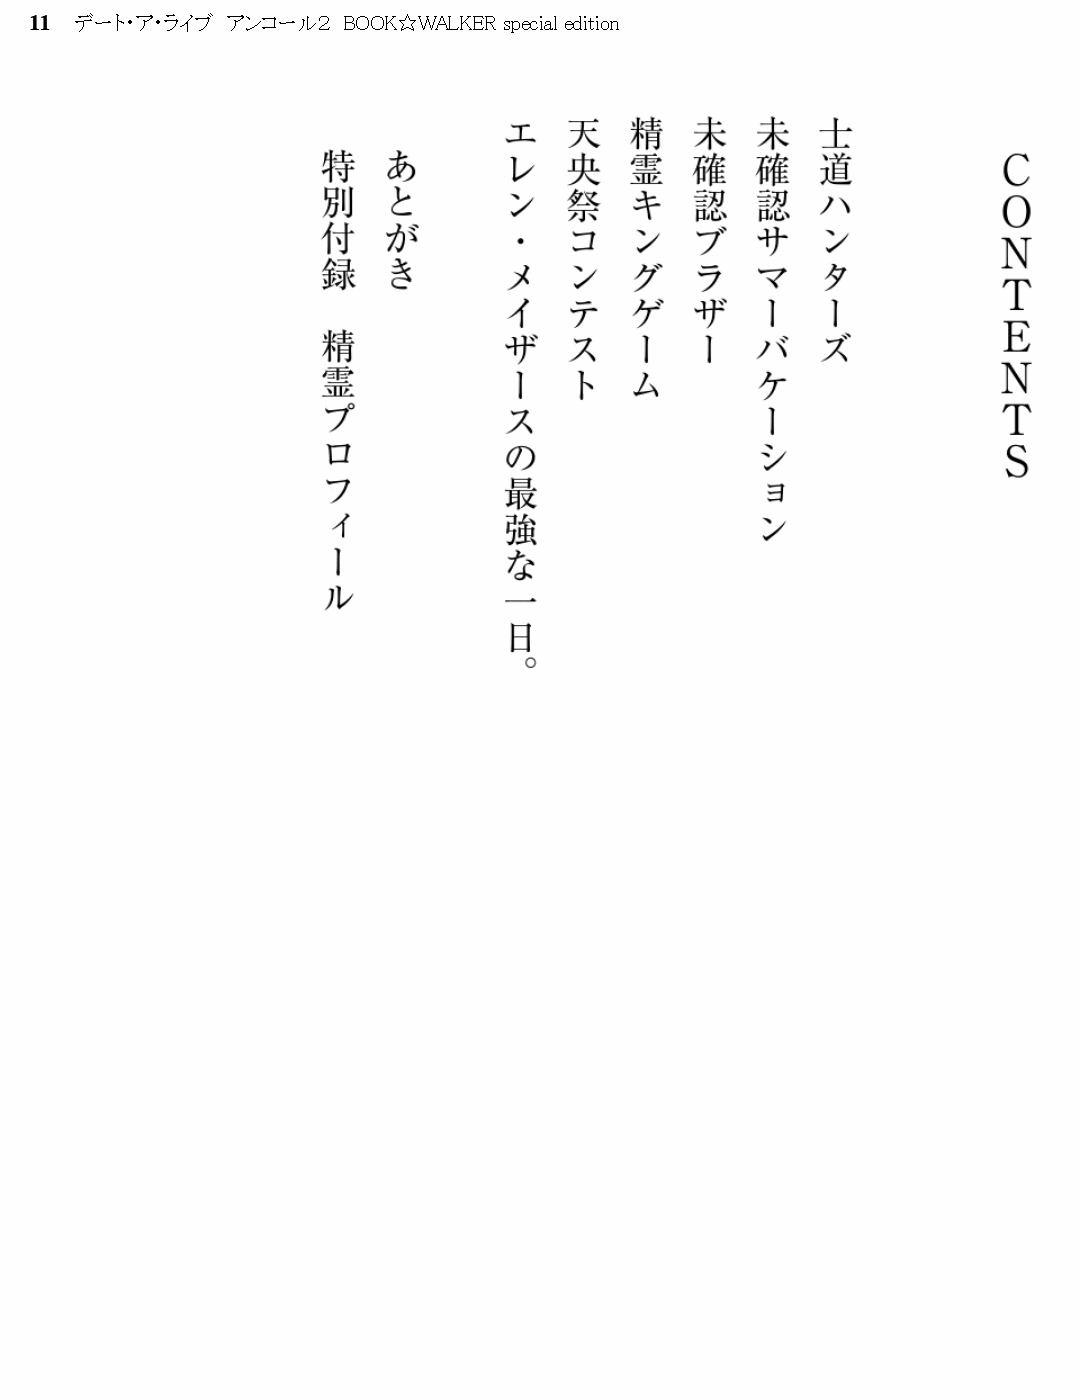 11 デート・ア・ライブ アンコール2 BOOK☆WALKER special edition
CONTENTS
士道ハンターズ
未確認サマーバケーション
未確認ブラザー
精霊キングゲーム
天央祭コンテスト
エレン・メイザースの最強な一日。
あとがき
特別付録 精霊プロフィール